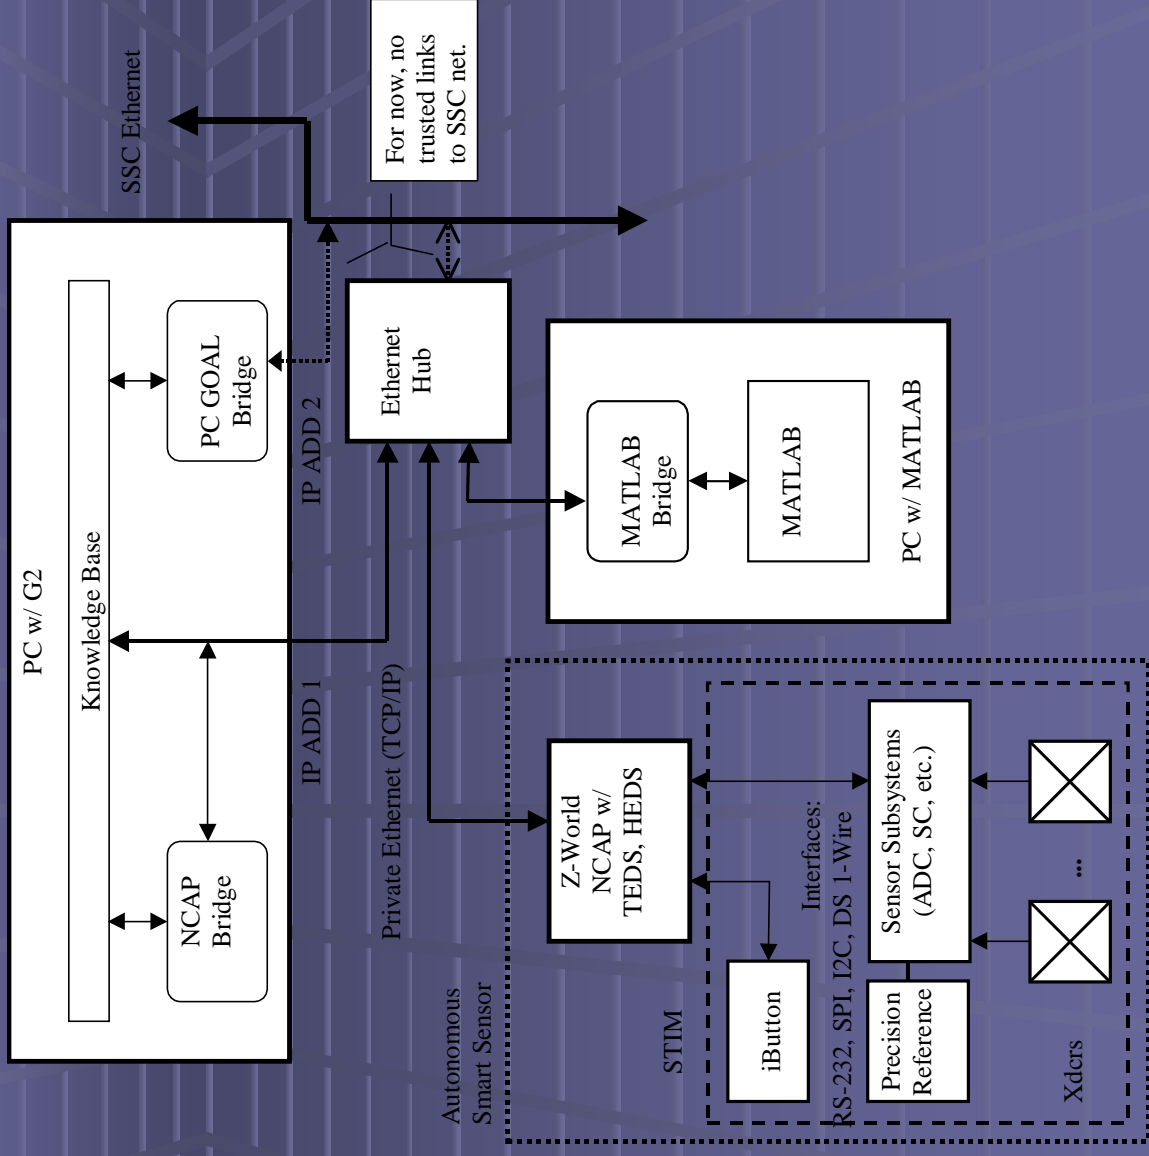 PC w/ G2
Knowledge Base
NCAP
Bridge
PC GOAL
Bridge
SSC Ethernet
IP ADD 1
IP ADD 2
For now, no
trusted links
to SSC net.
Ethernet
Hub
Private Ethernet (TCP/IP)
Autonomous
Smart Sensor
Z-World
NCAP w/
TEDS, HEDS
MATLAB
Bridge
MATLAB
PC w/ MATLAB
STIM
iButton
Interfaces:
RS-232, SPI, I2C, DS 1-Wire
Precision
Reference
Sensor Subsystems
(ADC, SC, etc.)
Xdcrs
...